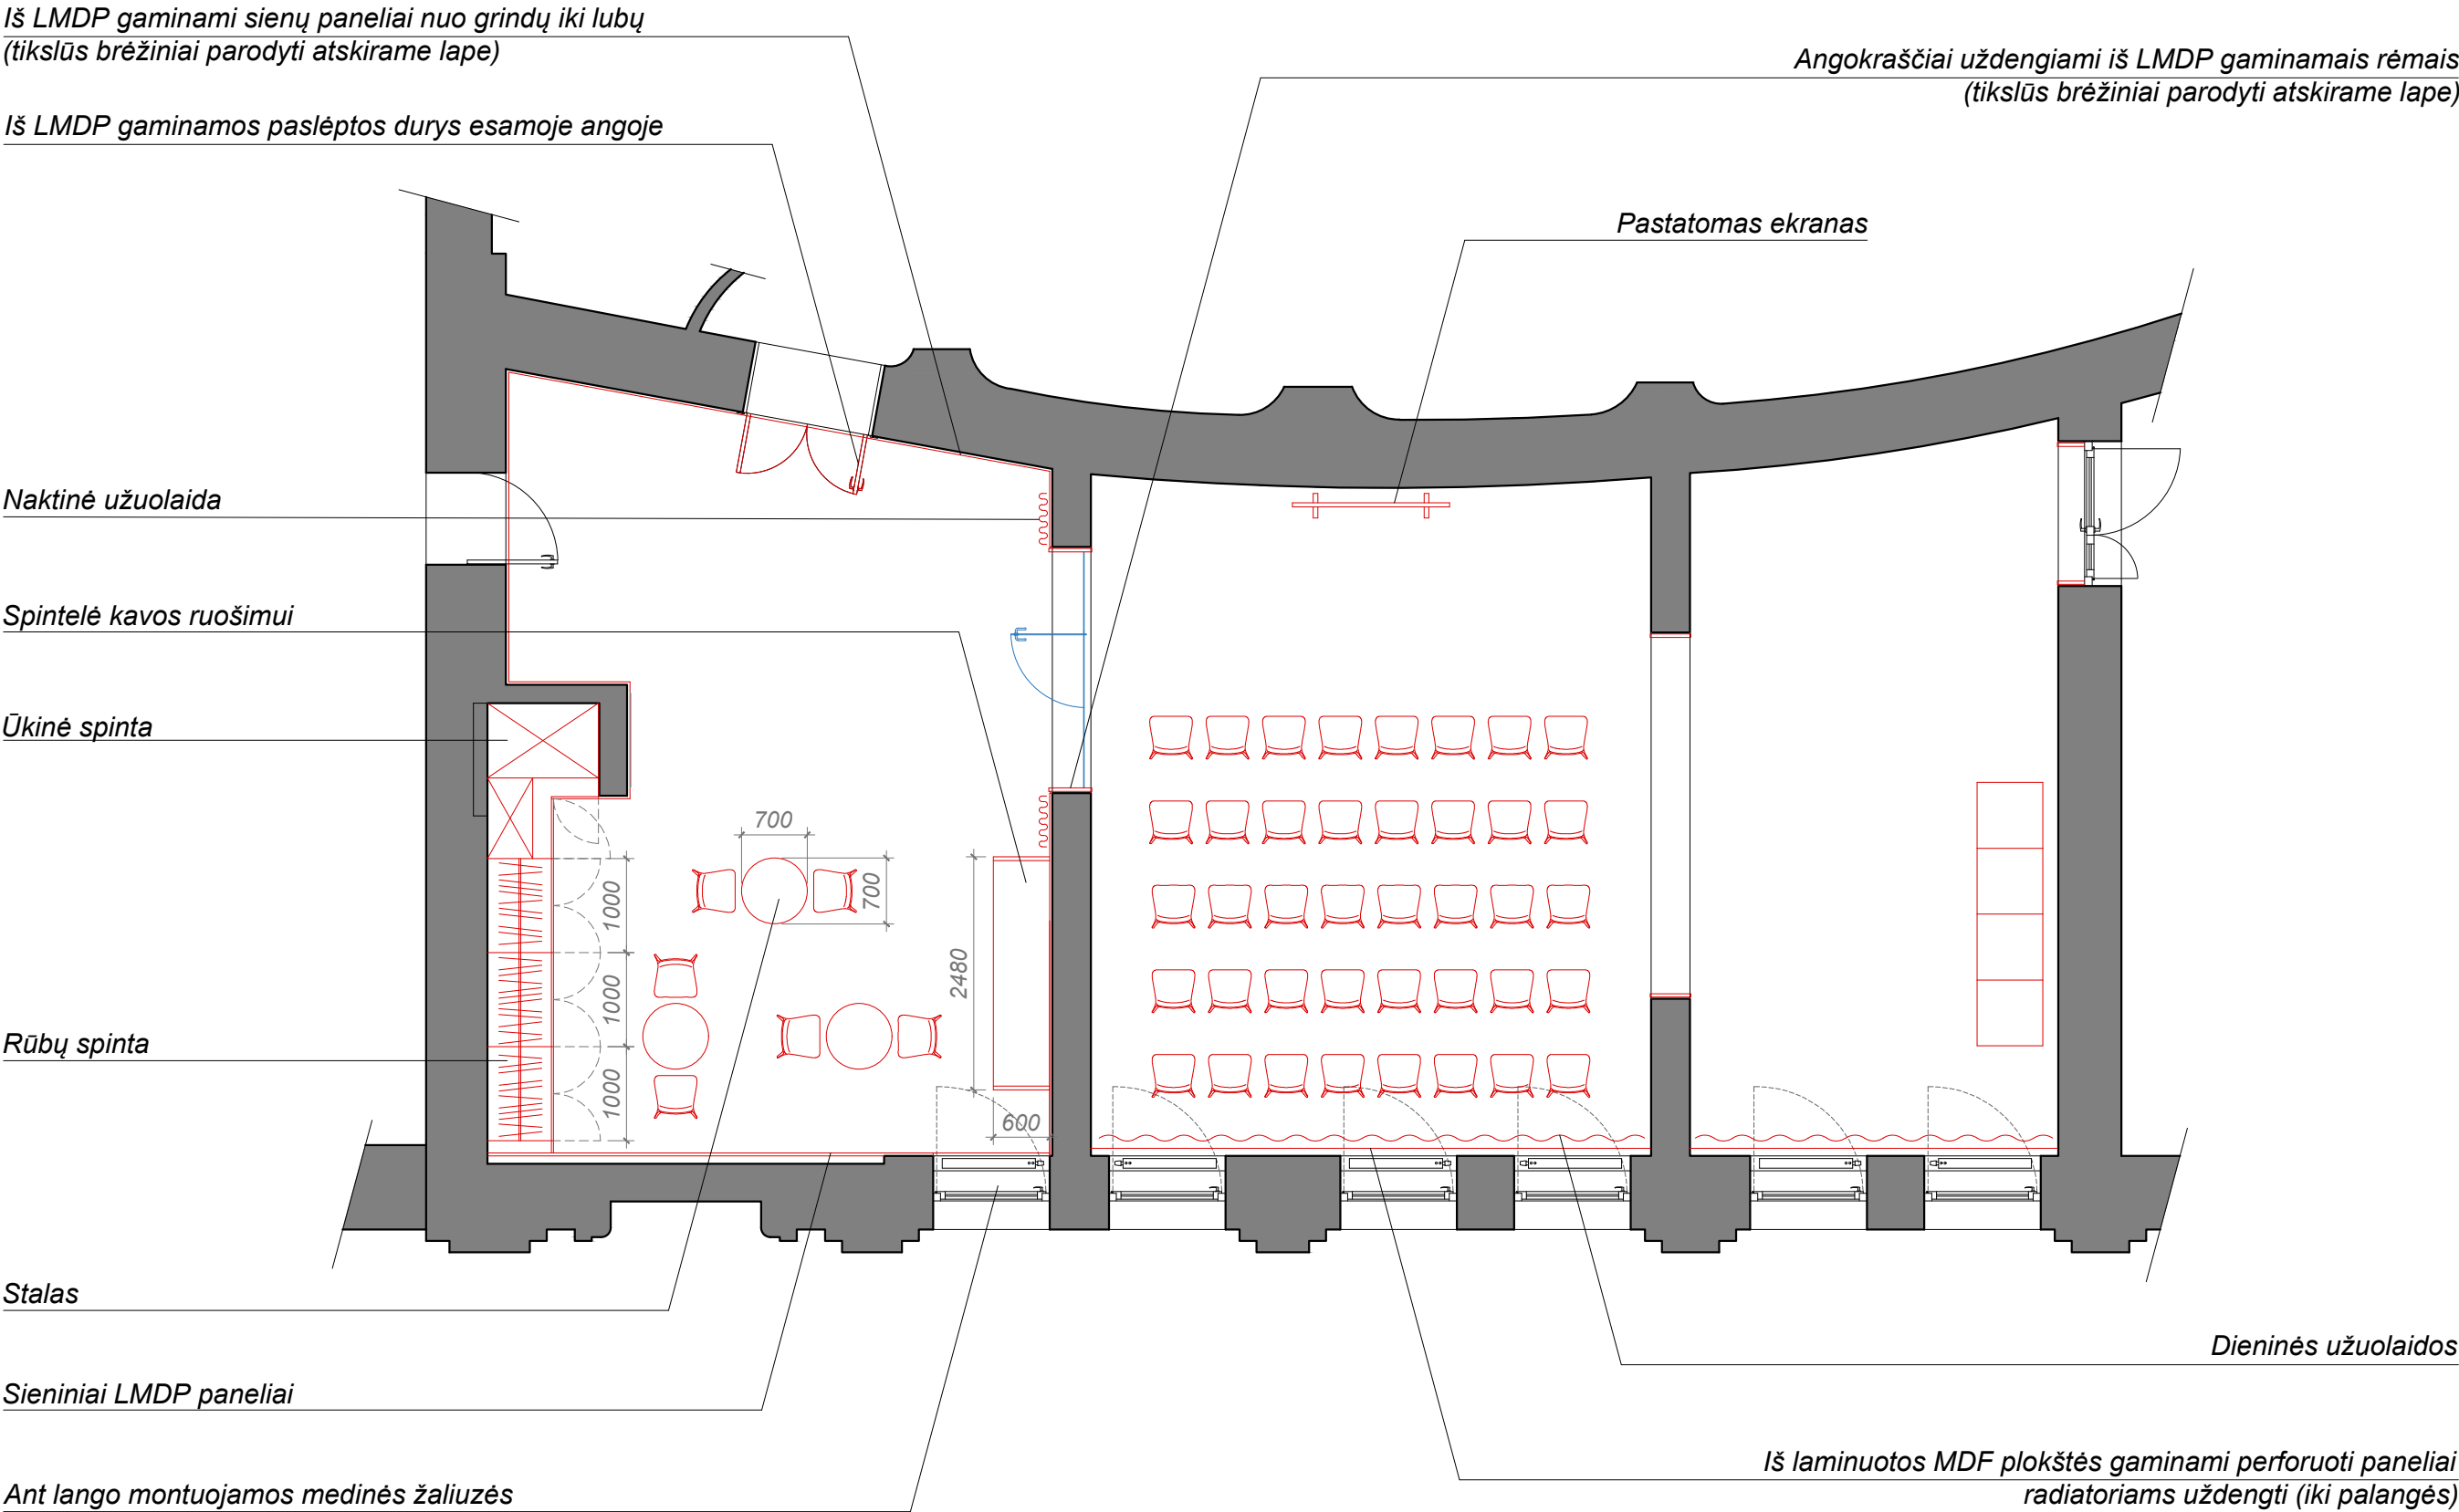 Iš LMDP gaminami sienų paneliai nuo grindų iki lubų
(tikslūs brėžiniai parodyti atskirame lape)
Angokraščiai uždengiami iš LMDP gaminamais rėmais
(tikslūs brėžiniai parodyti atskirame lape)
Iš LMDP gaminamos paslėptos durys esamoje angoje
Pastatomas ekranas
Naktinė užuolaida
Spintelė kavos ruošimui
Ūkinė spinta
700
700
1000
2480
1000
Rūbų spinta
1000
600
Stalas
Dieninės užuolaidos
Sieniniai LMDP paneliai
Iš laminuotos MDF plokštės gaminami perforuoti paneliai
radiatoriams uždengti (iki palangės)
Ant lango montuojamos medinės žaliuzės